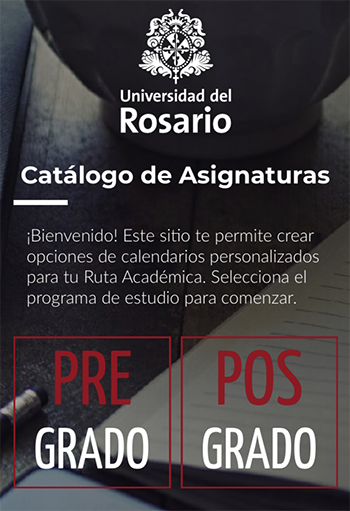 Universidad del
Rosario
Catálogo de Asignaturas
¡Bienvenido! Este sitio te permite crear
opciones de calendarios personalizados
para tu Ruta Académica. Selecciona el
programa de estudio para comenzar.
PRE
GRADO
POS
GRADO